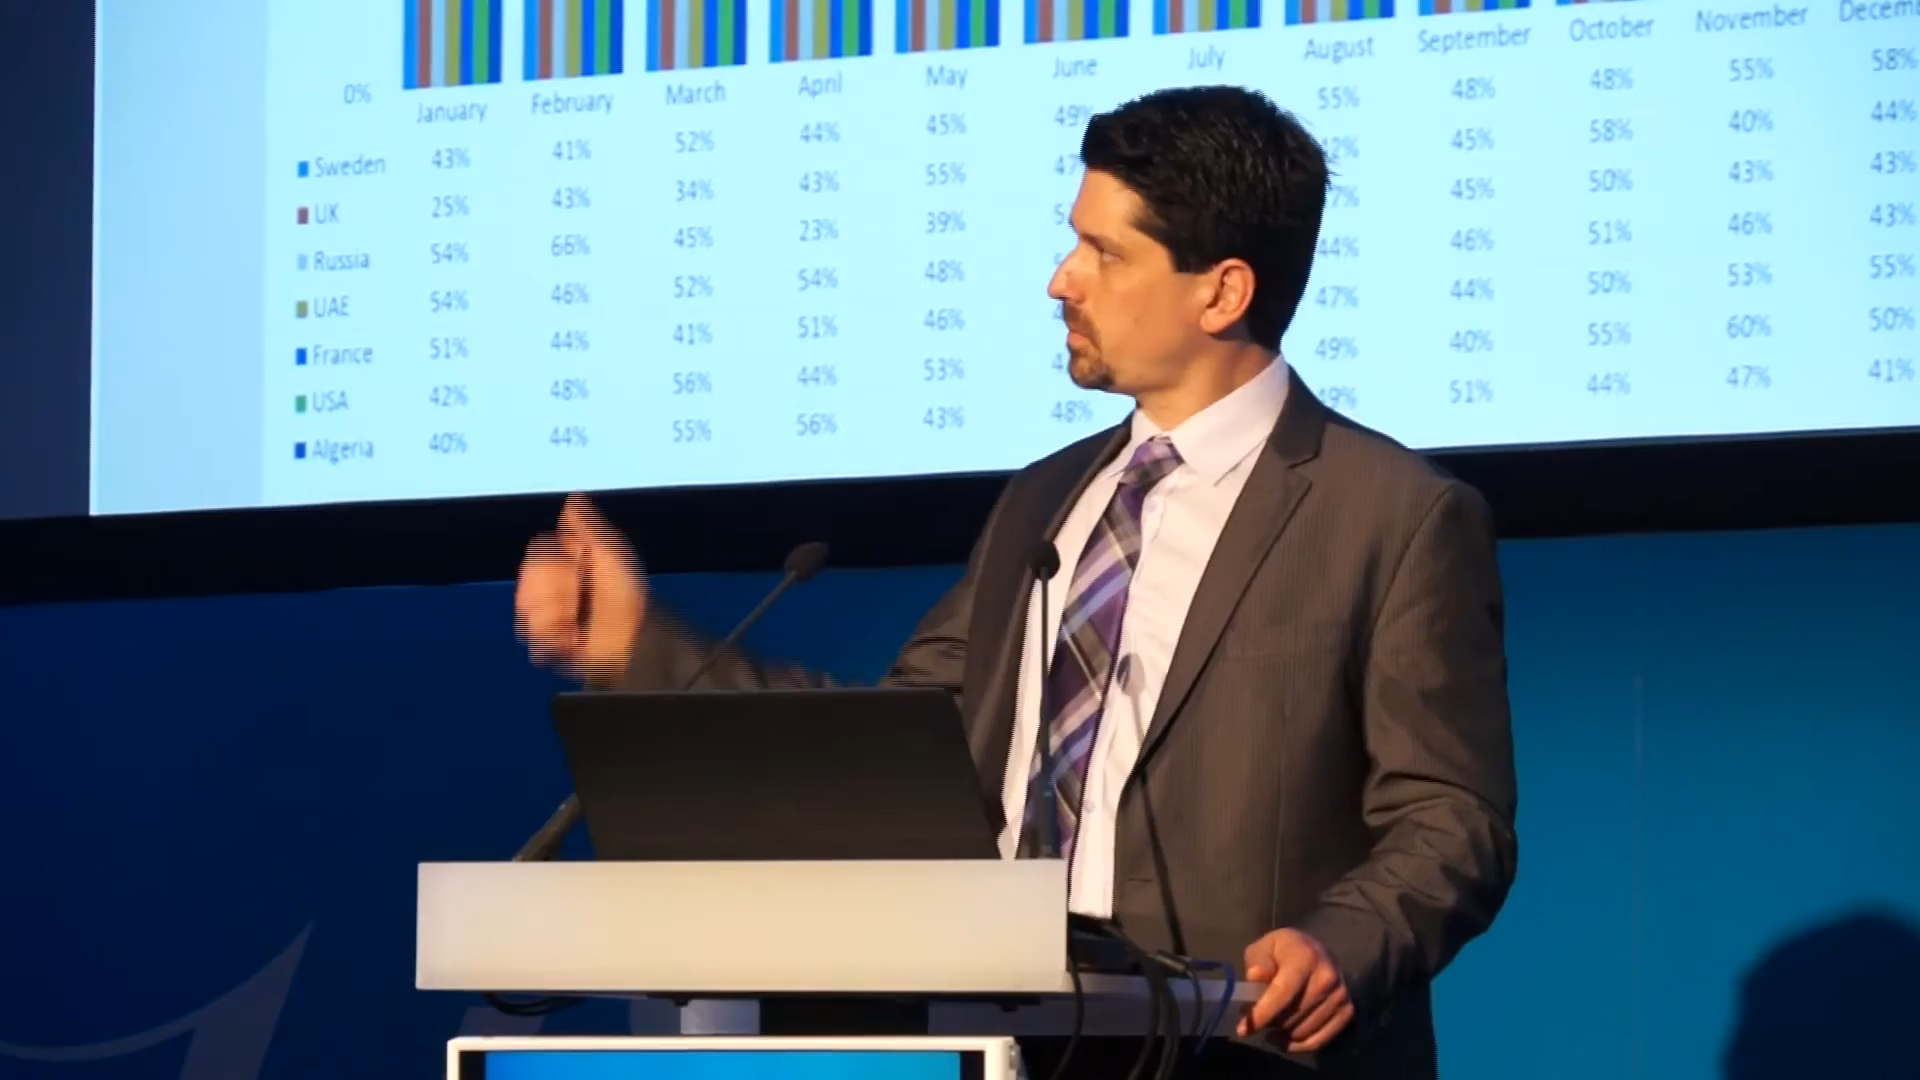 0%
January February March April May June July August September October November
Sweden 43% 41% 52% 44% 45% 49% 55% 48% 48% 55% 58%
UK 25% 43% 34% 43% 55% 47 45% 58% 40% 44%
Russia 54% 66% 45% 23% 39% 45% 50% 43% 43%
UAE 54% 46% 52% 54% 48% 44% 46% 51% 46% 43%
France 51% 44% 41% 51% 46% 47% 44% 50% 53% 55%
USA 42% 48% 56% 44% 53% 49% 40% 55% 60% 50%
Algeria 40% 44% 55% 56% 43% 48% 51% 44% 47% 41%